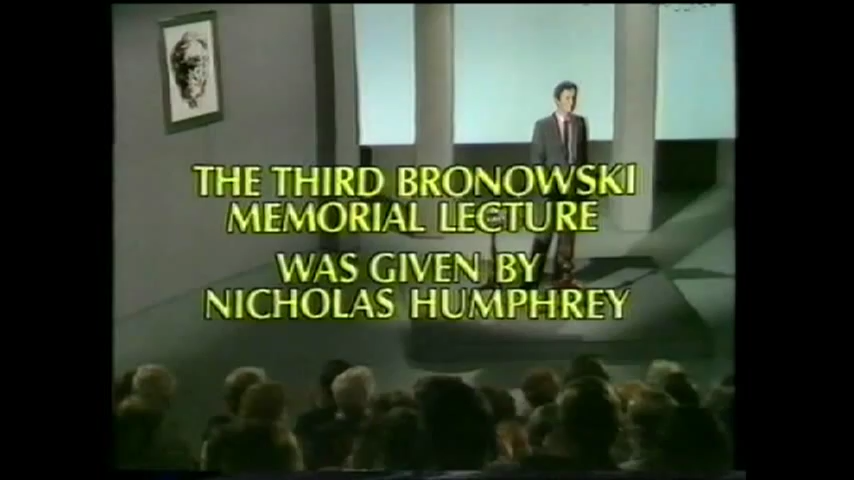 THE THIRD BRONOWSKI
MEMORIAL LECTURE
WAS GIVEN BY
NICHOLAS HUMPHREY